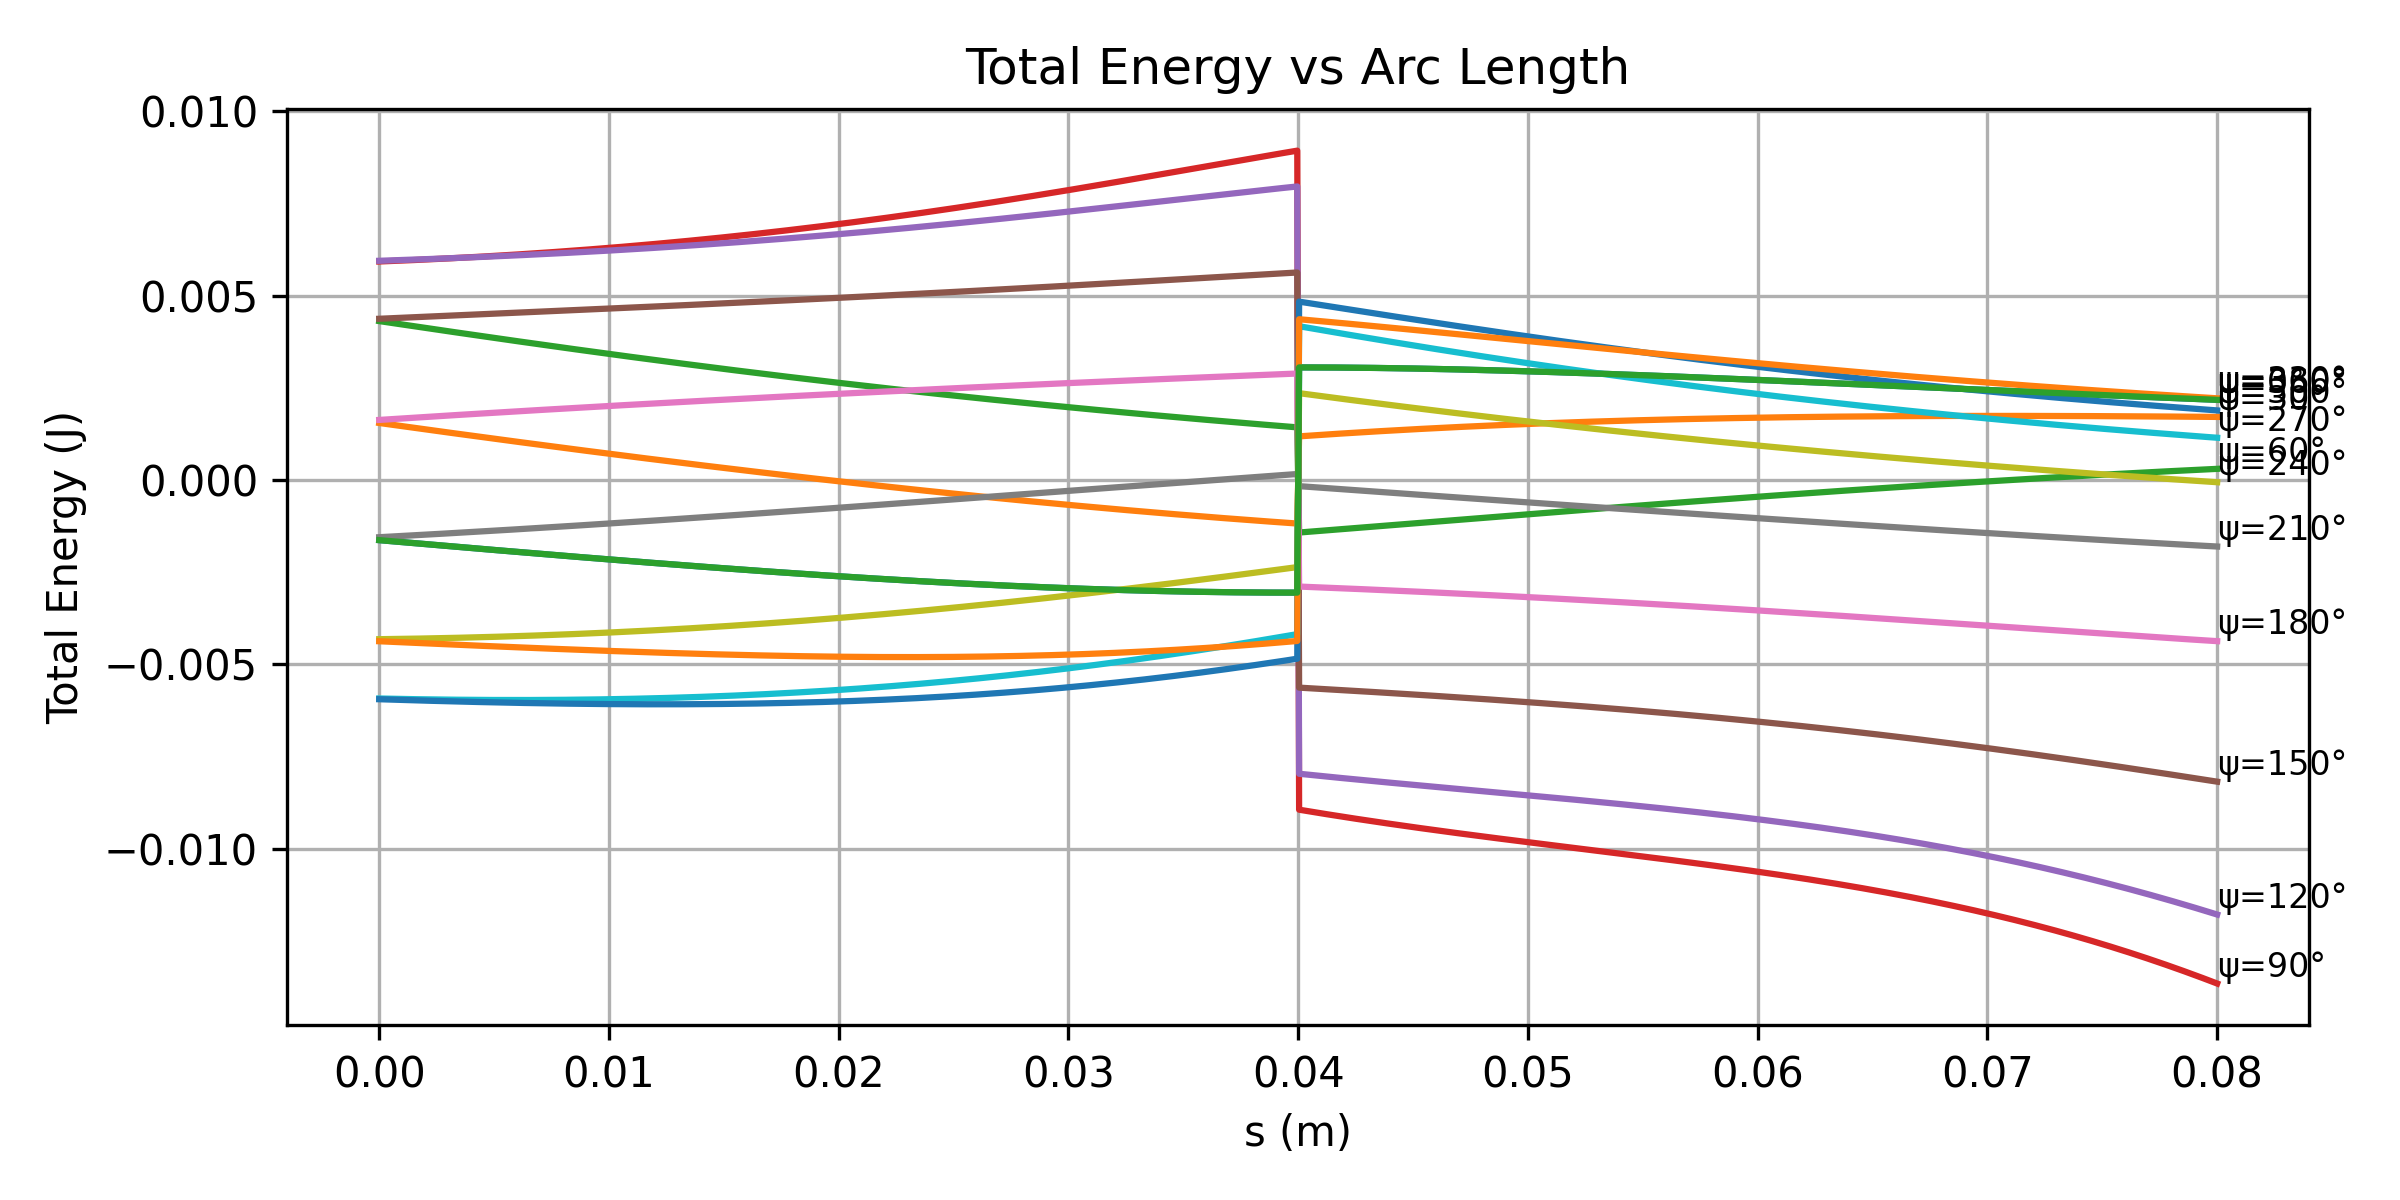 Total Energy vs Arc Length
Total Energy (J)
0.010
0.005
0.000
−0.005
−0.010
ψ=270°
ψ=60°
ψ=240°
ψ=210°
ψ=180°
ψ=150°
ψ=120°
ψ=90°
0.00 0.01 0.02 0.03 0.04 0.05 0.06 0.07 0.08
s (m)